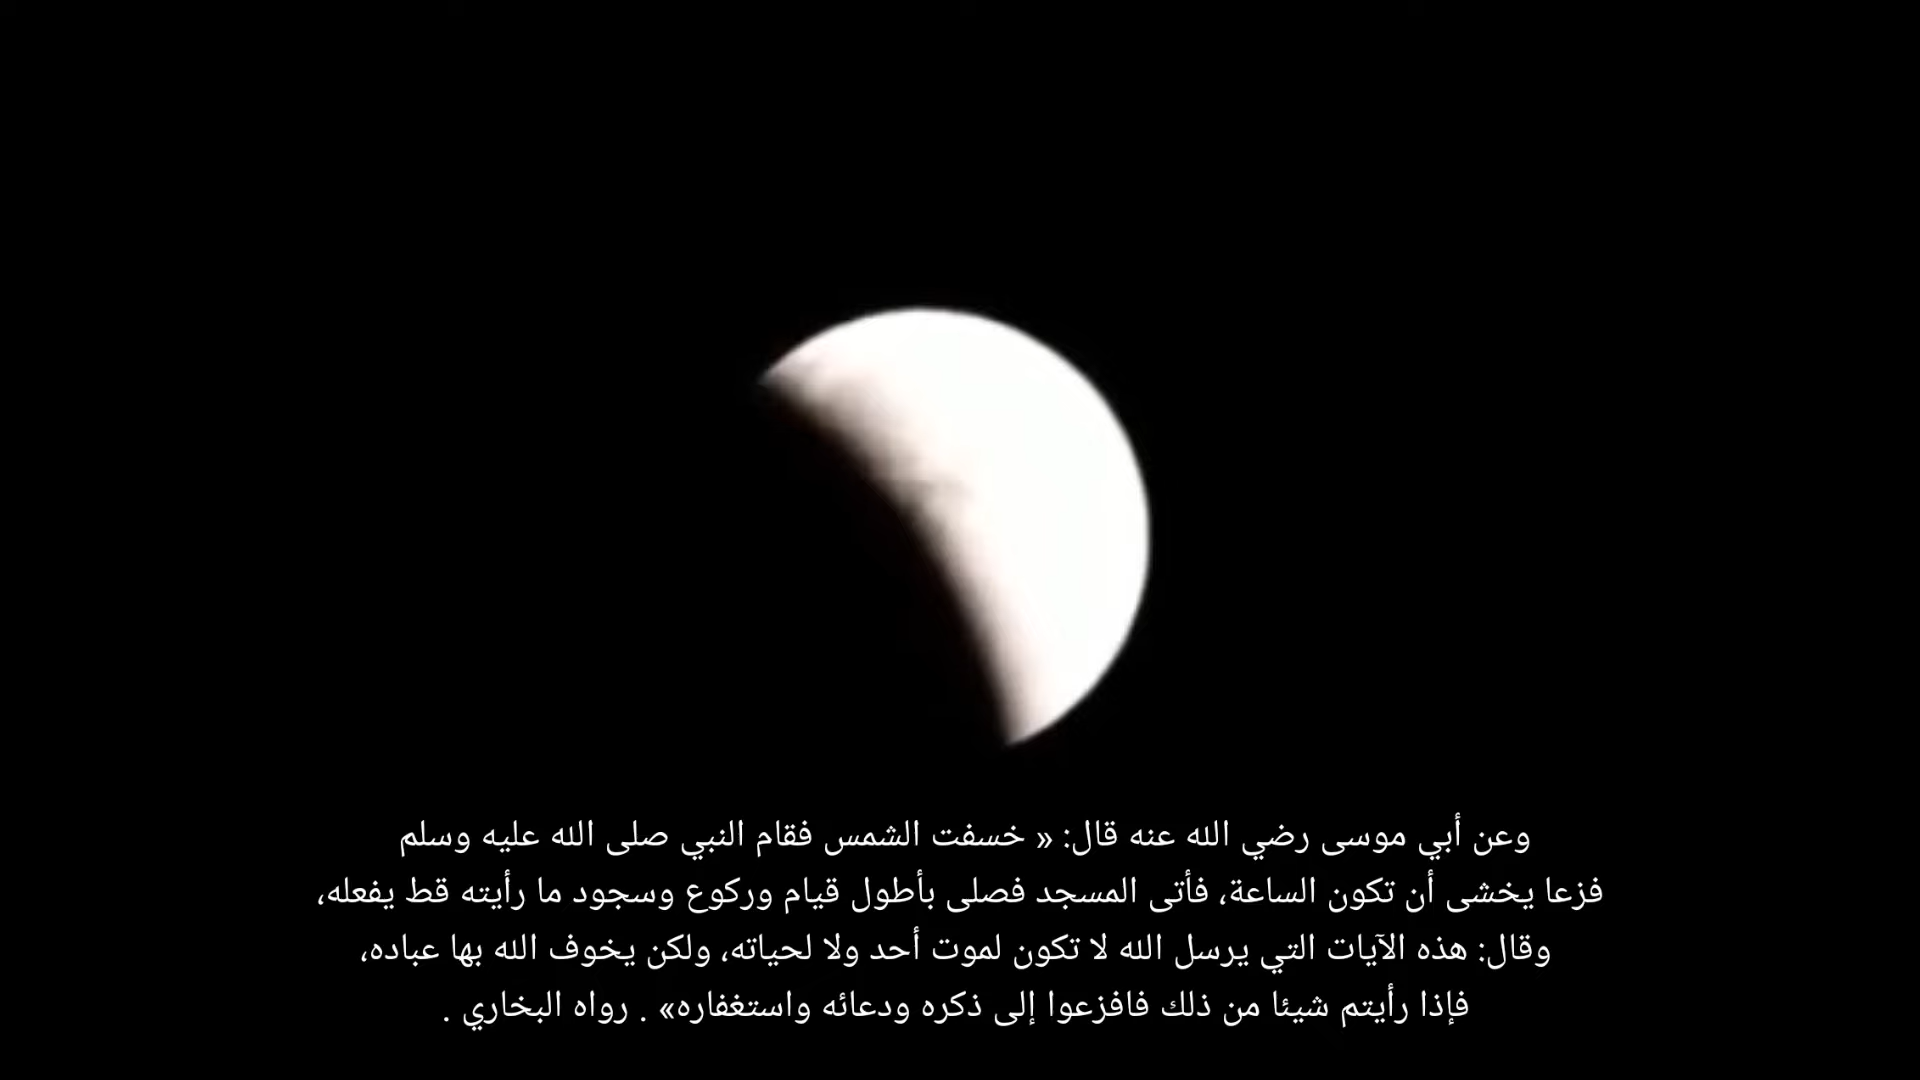 وعن أبي موسى رضي الله عنه قال: « خسفت الشمس فقام النبي صلى الله عليه وسلم
فزعا يخشى أن تكون الساعة، فأتى المسجد فصلى بأطول قيام وركوع وسجود ما رأيته قط يفعله،
وقال: هذه الآيات التي يرسل الله لا تكون لموت أحد ولا لحياته، ولكن يخوف الله بها عباده،
فإذا رأيتم شيئا من ذلك فافزعوا إلى ذكره ودعائه واستغفاره» . رواه البخاري .